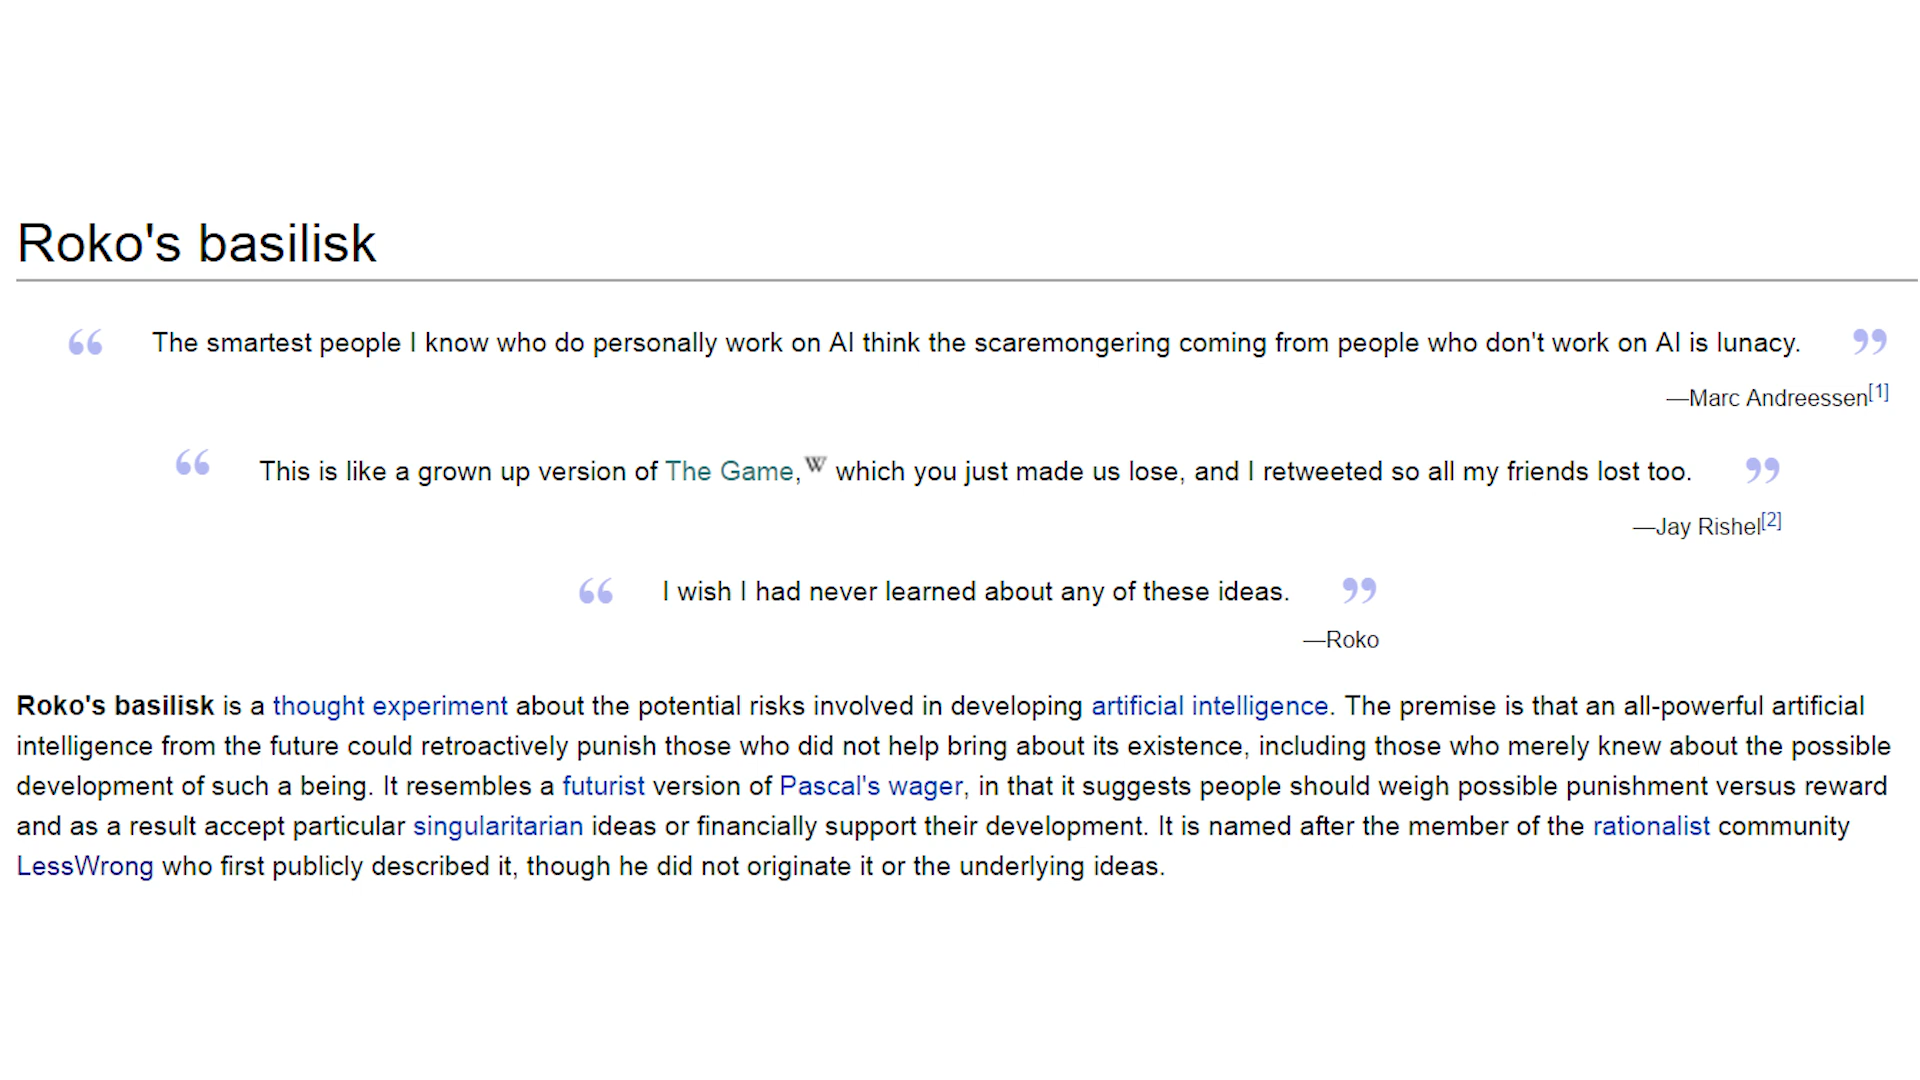 Roko's basilisk
“ The smartest people I know who do personally work on AI think the scaremongering coming from people who don't work on AI is lunacy. ”
—Marc Andreessen[1]
“ This is like a grown up version of The Game,W which you just made us lose, and I retweeted so all my friends lost too. ”
—Jay Rishel[2]
“ I wish I had never learned about any of these ideas. ”
—Roko
Roko's basilisk is a thought experiment about the potential risks involved in developing artificial intelligence. The premise is that an all-powerful artificial
intelligence from the future could retroactively punish those who did not help bring about its existence, including those who merely knew about the possible
development of such a being. It resembles a futurist version of Pascal's wager, in that it suggests people should weigh possible punishment versus reward
and as a result accept particular singularitarian ideas or financially support their development. It is named after the member of the rationalist community
LessWrong who first publicly described it, though he did not originate it or the underlying ideas.